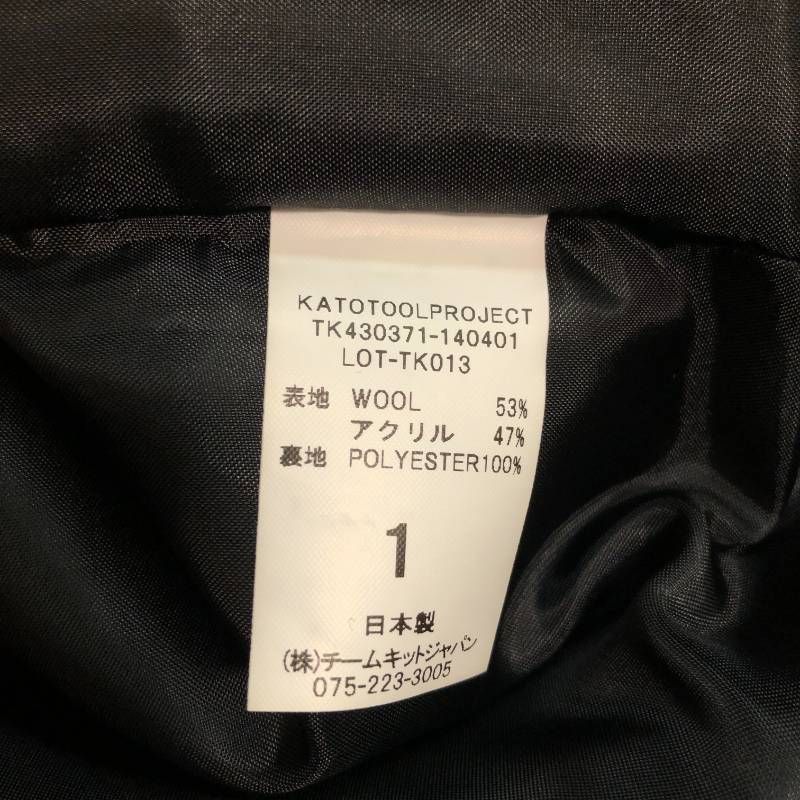 KATOTOOLPROJECT
TK430371-140401
LOT-TK013
表地 WOOL 53%
アクリル 47%
裏地 POLYESTER100%
1
日本製
(株)チームキットジャパン
075-223-3005